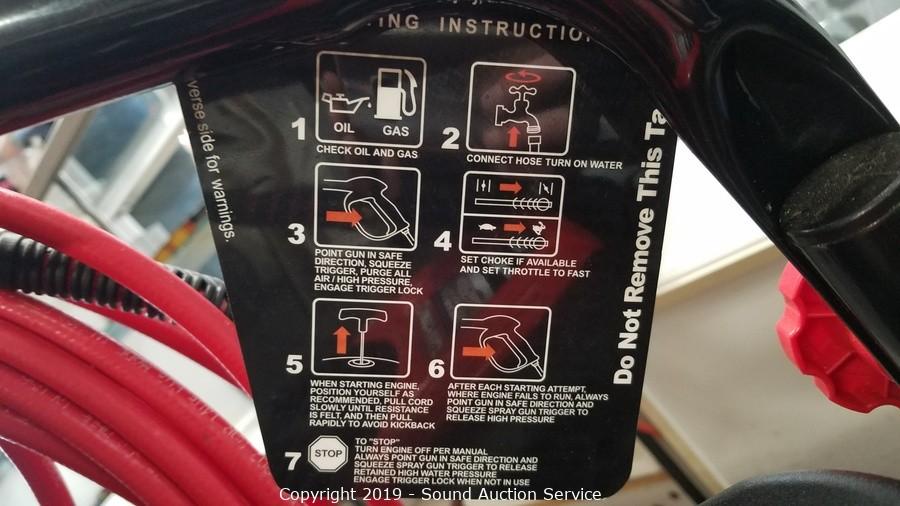 INSTRUCTIONS
verse side for warnings.
OIL GAS
1
CHECK OIL AND GAS
2
CONNECT HOSE TURN ON WATER
3
POINT GUN IN SAFE
DIRECTION, SQUEEZE
TRIGGER, PURGE ALL
AIR / HIGH PRESSURE,
ENGAGE TRIGGER LOCK
4
SET CHOKE IF AVAILABLE
AND SET THROTTLE TO FAST
5
WHEN STARTING ENGINE,
POSITION YOURSELF AS
RECOMMENDED, PULL CORD
SLOWLY UNTIL RESISTANCE
IS FELT, AND THEN PULL
RAPIDLY TO AVOID KICKBACK
6
AFTER EACH STARTING ATTEMPT,
WHERE ENGINE FAILS TO RUN, ALWAYS
POINT GUN IN SAFE DIRECTION AND
SQUEEZE SPRAY GUN TRIGGER TO
RELEASE HIGH PRESSURE
7
STOP
TO "STOP"
TURN ENGINE OFF PER MANUAL
ALWAYS POINT GUN IN SAFE DIRECTION AND
SQUEEZE SPRAY GUN TRIGGER TO RELEASE
RETAINED HIGH WATER PRESSURE
ENGAGE TRIGGER LOCK WHEN NOT IN USE
Do Not Remove This Ta
Copyright 2019 - Sound Auction Service